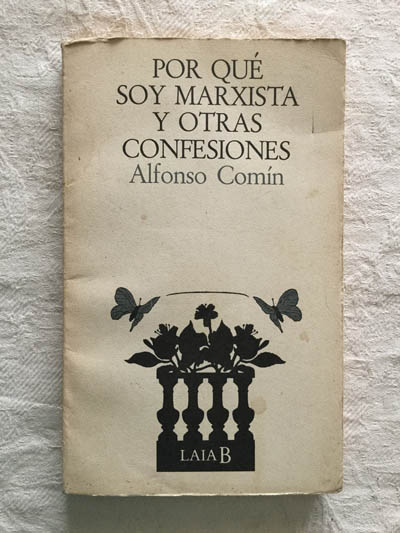 POR QUÉ
SOY MARXISTA
Y OTRAS
CONFESIONES
Alfonso Comín
LAIA B